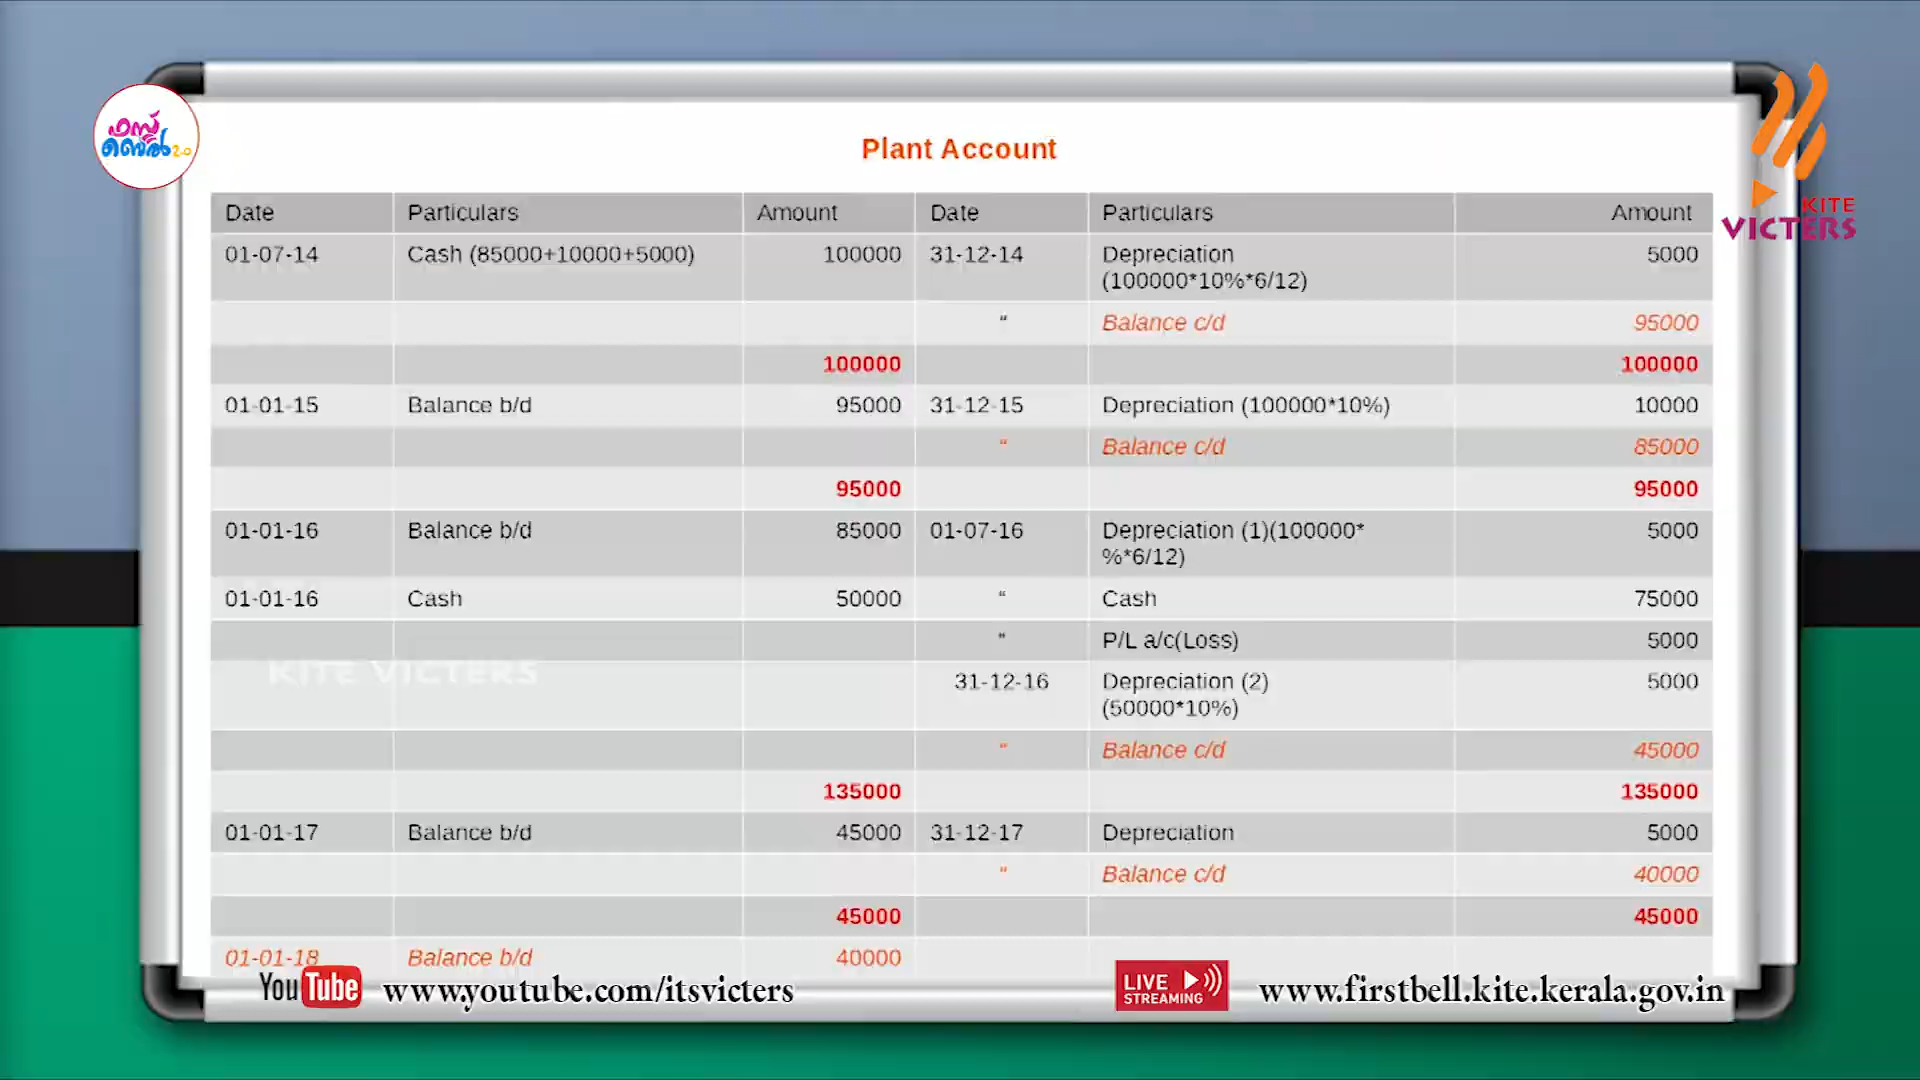 ഫസ്റ്റ്
ബെൽ 2.0
KITE
VICTERS
Plant Account
Date Particulars Amount Date Particulars Amount
01-07-14 Cash (85000+10000+5000) 100000 31-12-14 Depreciation 5000
(100000*10%*6/12)
“ Balance c/d 95000
100000 100000
01-01-15 Balance b/d 95000 31-12-15 Depreciation (100000*10%) 10000
“ Balance c/d 85000
95000 95000
01-01-16 Balance b/d 85000 01-07-16 Depreciation (1)(100000* 5000
%*6/12)
01-01-16 Cash 50000 “ Cash 75000
" P/L a/c(Loss) 5000
KITE VICTERS
31-12-16 Depreciation (2) 5000
(50000*10%)
“ Balance c/d 45000
135000 135000
01-01-17 Balance b/d 45000 31-12-17 Depreciation 5000
“ Balance c/d 40000
45000 45000
01-01-18 Balance b/d 40000
YouTube www.youtube.com/itsvicters LIVE STREAMING www.firstbell.kite.kerala.gov.in